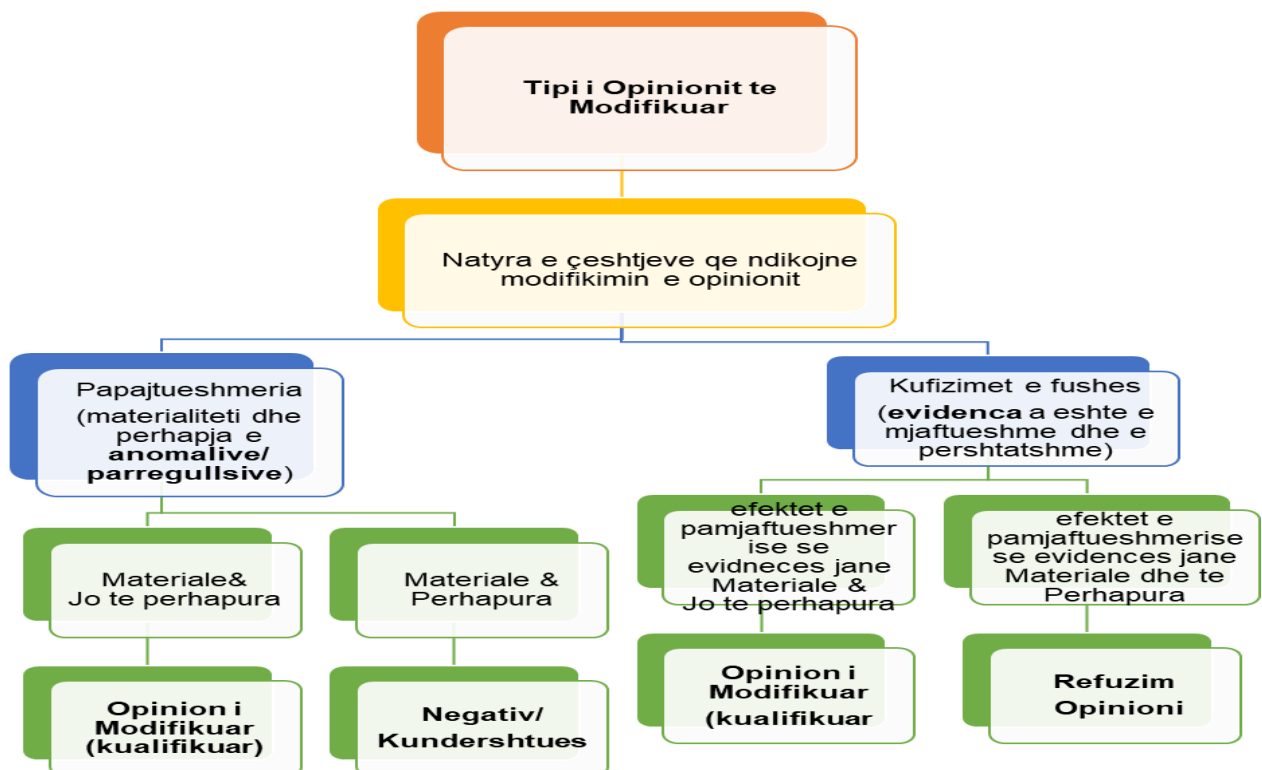 Tipi i Opinionit te
Modifikuar
Natyra e çeshtjeve qe ndikojne
modifikimin e opinionit
Papajtueshmeria
(materialiteti dhe
perhapja e
anomalive/
parregullsive)
Kufizimet e fushes
(evidenca a eshte e
mjaftueshme dhe e
pershtatshme)
Materiale&
Jo te perhapura
Materiale &
Perhapura
efektet e
pamjaftueshmer
ise se
evidneces jane
Materiale &
Jo te perhapura
efektet e
pamjaftueshmerise
se evidences jane
Materiale dhe te
Perhapura
Opinion i
Modifikuar
(kualifikuar)
Negativ/
Kundershtues
Opinion i
Modifikuar
(kualifikuar
Refuzim
Opinioni